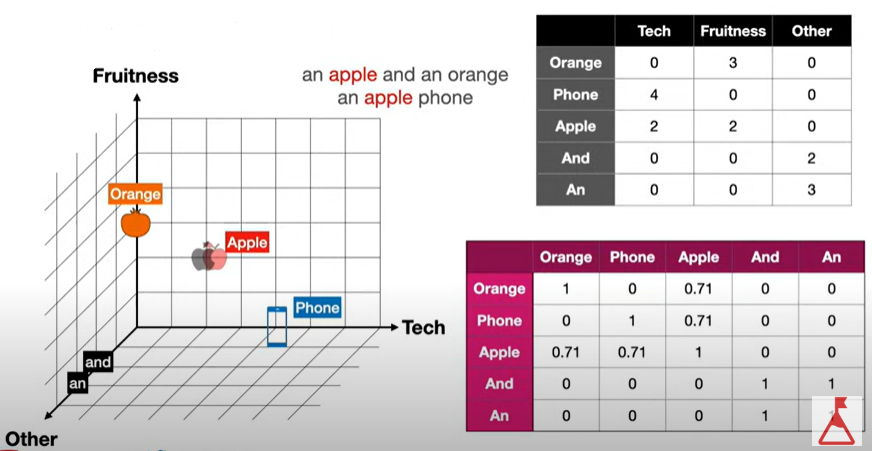 Fruitness
an apple and an orange
an apple phone
Orange
Apple
Phone
Tech
and
an
Other
Tech Fruitness Other
Orange 0 3 0
Phone 4 0 0
Apple 2 2 0
And 0 0 2
An 0 0 3
Orange Phone Apple And An
Orange 1 0 0.71 0 0
Phone 0 1 0.71 0 0
Apple 0.71 0.71 1 0 0
And 0 0 0 1 1
An 0 0 0 1